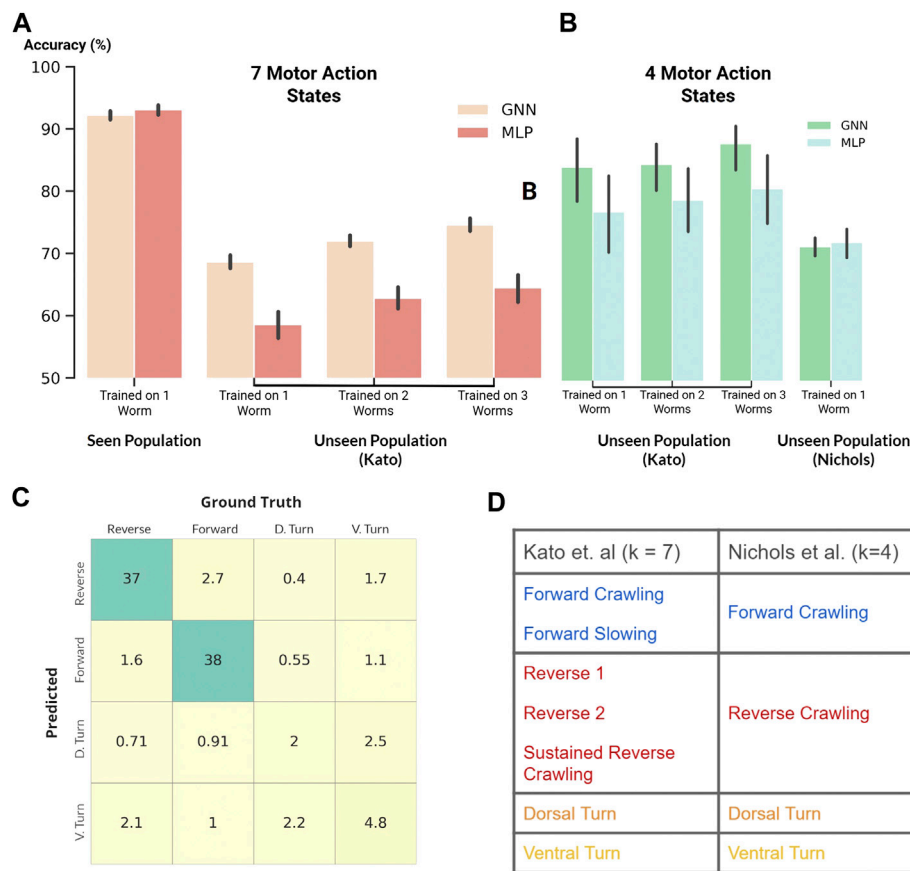 A
Accuracy (%)
7 Motor Action
States
100
90
80
70
60
50
GNN
MLP
Trained on 1
Worm
Trained on 1
Worm
Trained on 2
Worms
Trained on 3
Worms
Seen Population
Unseen Population
(Kato)
B
4 Motor Action
States
GNN
MLP
B
Trained on 1
Worm
Trained on 2
Worms
Trained on 3
Worms
Trained on 1
Worm
Unseen Population
(Kato)
Unseen Population
(Nichols)
C
Ground Truth
Reverse Forward D. Turn V. Turn
Predicted
Reverse 37 2.7 0.4 1.7
Forward 1.6 38 0.55 1.1
D. Turn 0.71 0.91 2 2.5
V. Turn 2.1 1 2.2 4.8
D
Kato et. al (k = 7) Nichols et al. (k=4)
Forward Crawling
Forward Slowing
Forward Crawling
Reverse 1
Reverse 2
Sustained Reverse
Crawling
Reverse Crawling
Dorsal Turn Dorsal Turn
Ventral Turn Ventral Turn